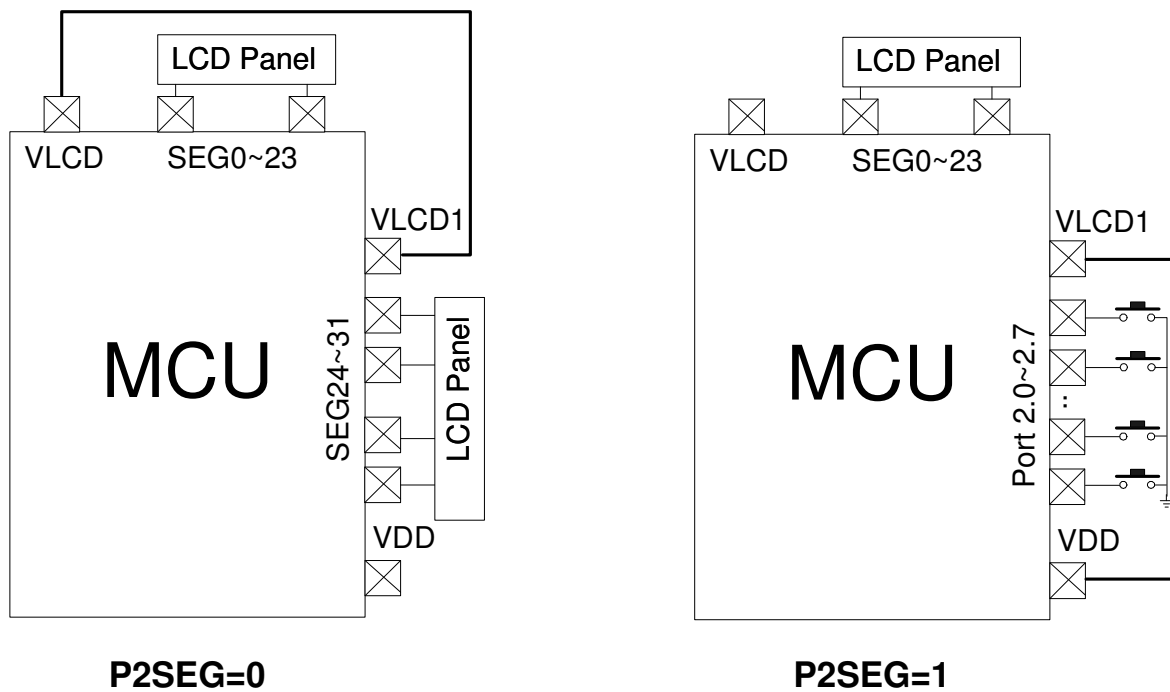 LCD Panel
VLCD
SEG0~23
VLCD1
MCU
SEG24~31
LCD Panel
VDD
P2SEG=0
LCD Panel
VLCD
SEG0~23
VLCD1
MCU
Port 2.0~2.7
..
VDD
P2SEG=1